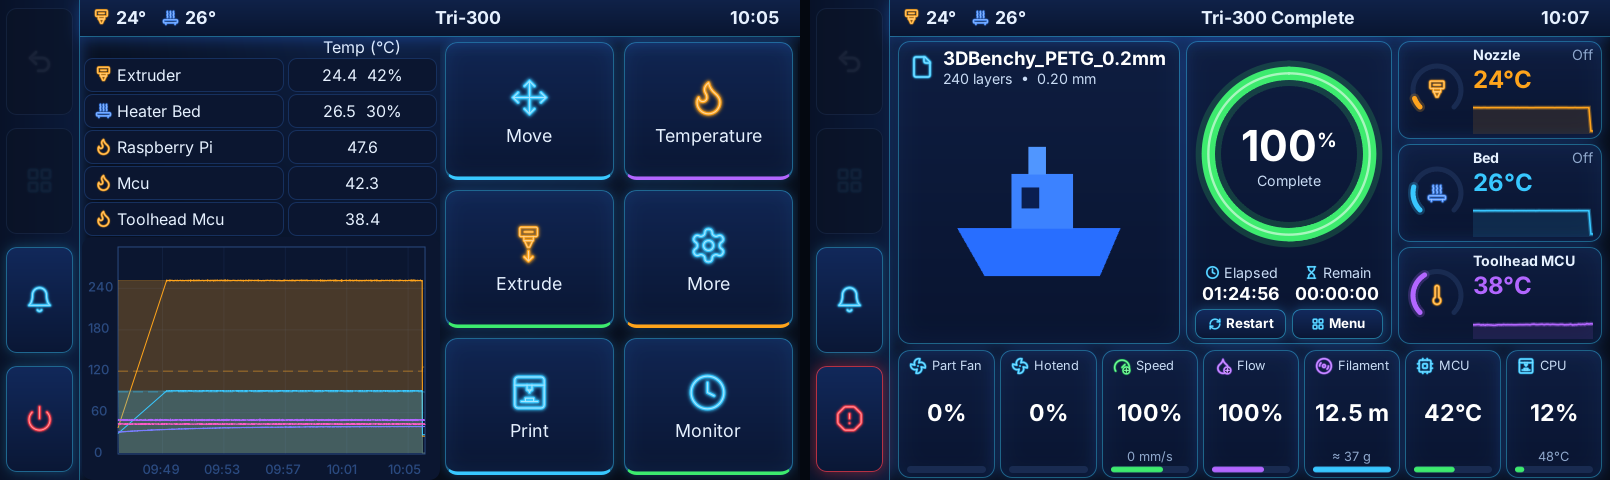 24° 26° Tri-300 10:05
Temp (°C)
Extruder 24.4 42%
Heater Bed 26.5 30%
Raspberry Pi 47.6
Mcu 42.3
Toolhead Mcu 38.4
240
180
120
60
0
09:49 09:53 09:57 10:01 10:05
Move
Temperature
Extrude
More
Print
Monitor
24° 26° Tri-300 Complete 10:07
3DBenchy_PETG_0.2mm
240 layers • 0.20 mm
100%
Complete
Elapsed Remain
01:24:56 00:00:00
Restart Menu
Nozzle Off
24°C
Bed Off
26°C
Toolhead MCU
38°C
Part Fan
0%
Hotend
0%
Speed
100%
0 mm/s
Flow
100%
Filament
12.5 m
≈ 37 g
MCU
42°C
CPU
12%
48°C